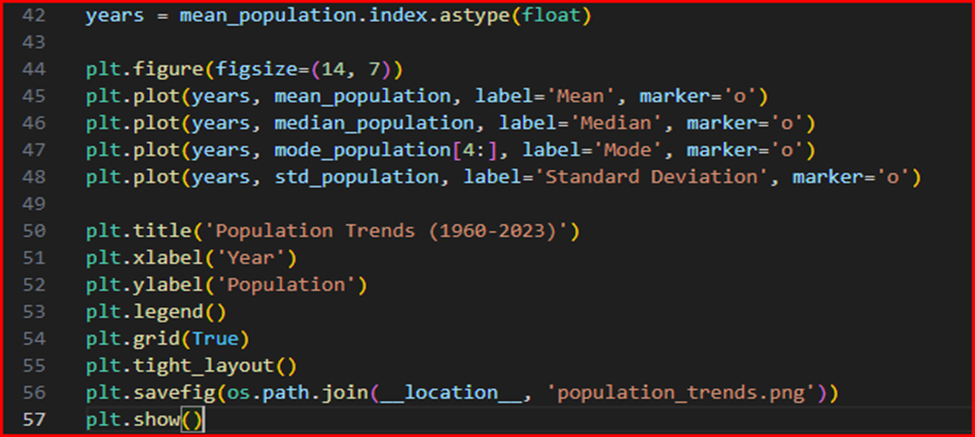 42 years = mean_population.index.astype(float)
43
44 plt.figure(figsize=(14, 7))
45 plt.plot(years, mean_population, label='Mean', marker='o')
46 plt.plot(years, median_population, label='Median', marker='o')
47 plt.plot(years, mode_population[4:], label='Mode', marker='o')
48 plt.plot(years, std_population, label='Standard Deviation', marker='o')
49
50 plt.title('Population Trends (1960-2023)')
51 plt.xlabel('Year')
52 plt.ylabel('Population')
53 plt.legend()
54 plt.grid(True)
55 plt.tight_layout()
56 plt.savefig(os.path.join(__location__, 'population_trends.png'))
57 plt.show()